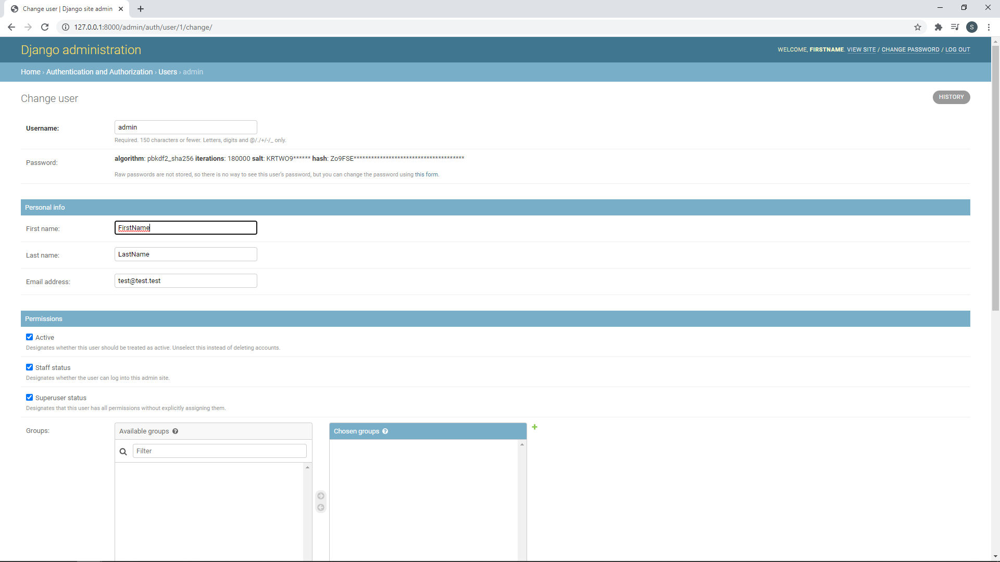 Change user | Django site admin
127.0.0.1:8000/admin/auth/user/1/change/
S
Django administration
WELCOME, FIRSTNAME. VIEW SITE / CHANGE PASSWORD / LOG OUT
Home › Authentication and Authorization › Users › admin
Change user
HISTORY
Username:
admin
Required. 150 characters or fewer. Letters, digits and @/./+/-/_ only.
Password:
algorithm: pbkdf2_sha256 iterations: 180000 salt: KRTWO9****** hash: Zo9FSE**************************************
Raw passwords are not stored, so there is no way to see this user’s password, but you can change the password using this form.
Personal info
First name:
FirstName
Last name:
LastName
Email address:
test@test.test
Permissions
Active
Designates whether this user should be treated as active. Unselect this instead of deleting accounts.
Staff status
Designates whether the user can log into this admin site.
Superuser status
Designates that this user has all permissions without explicitly assigning them.
Groups:
Available groups ?
Chosen groups ?
Filter